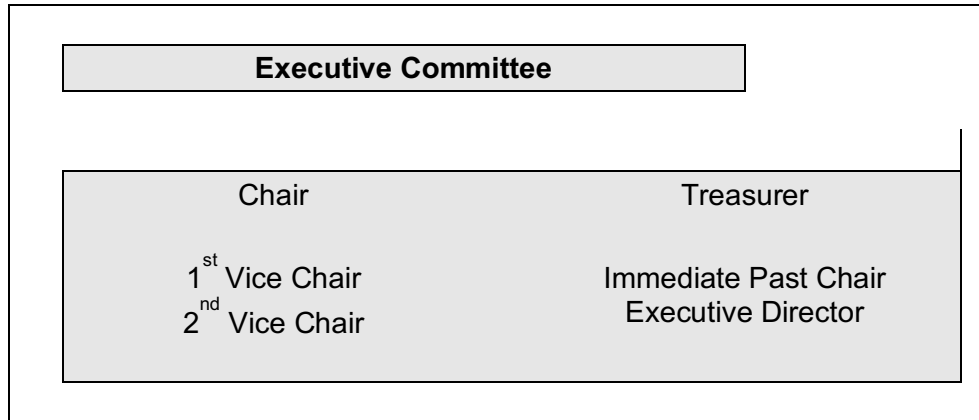 Executive Committee
Chair
Treasurer
1st Vice Chair
2nd Vice Chair
Immediate Past Chair
Executive Director